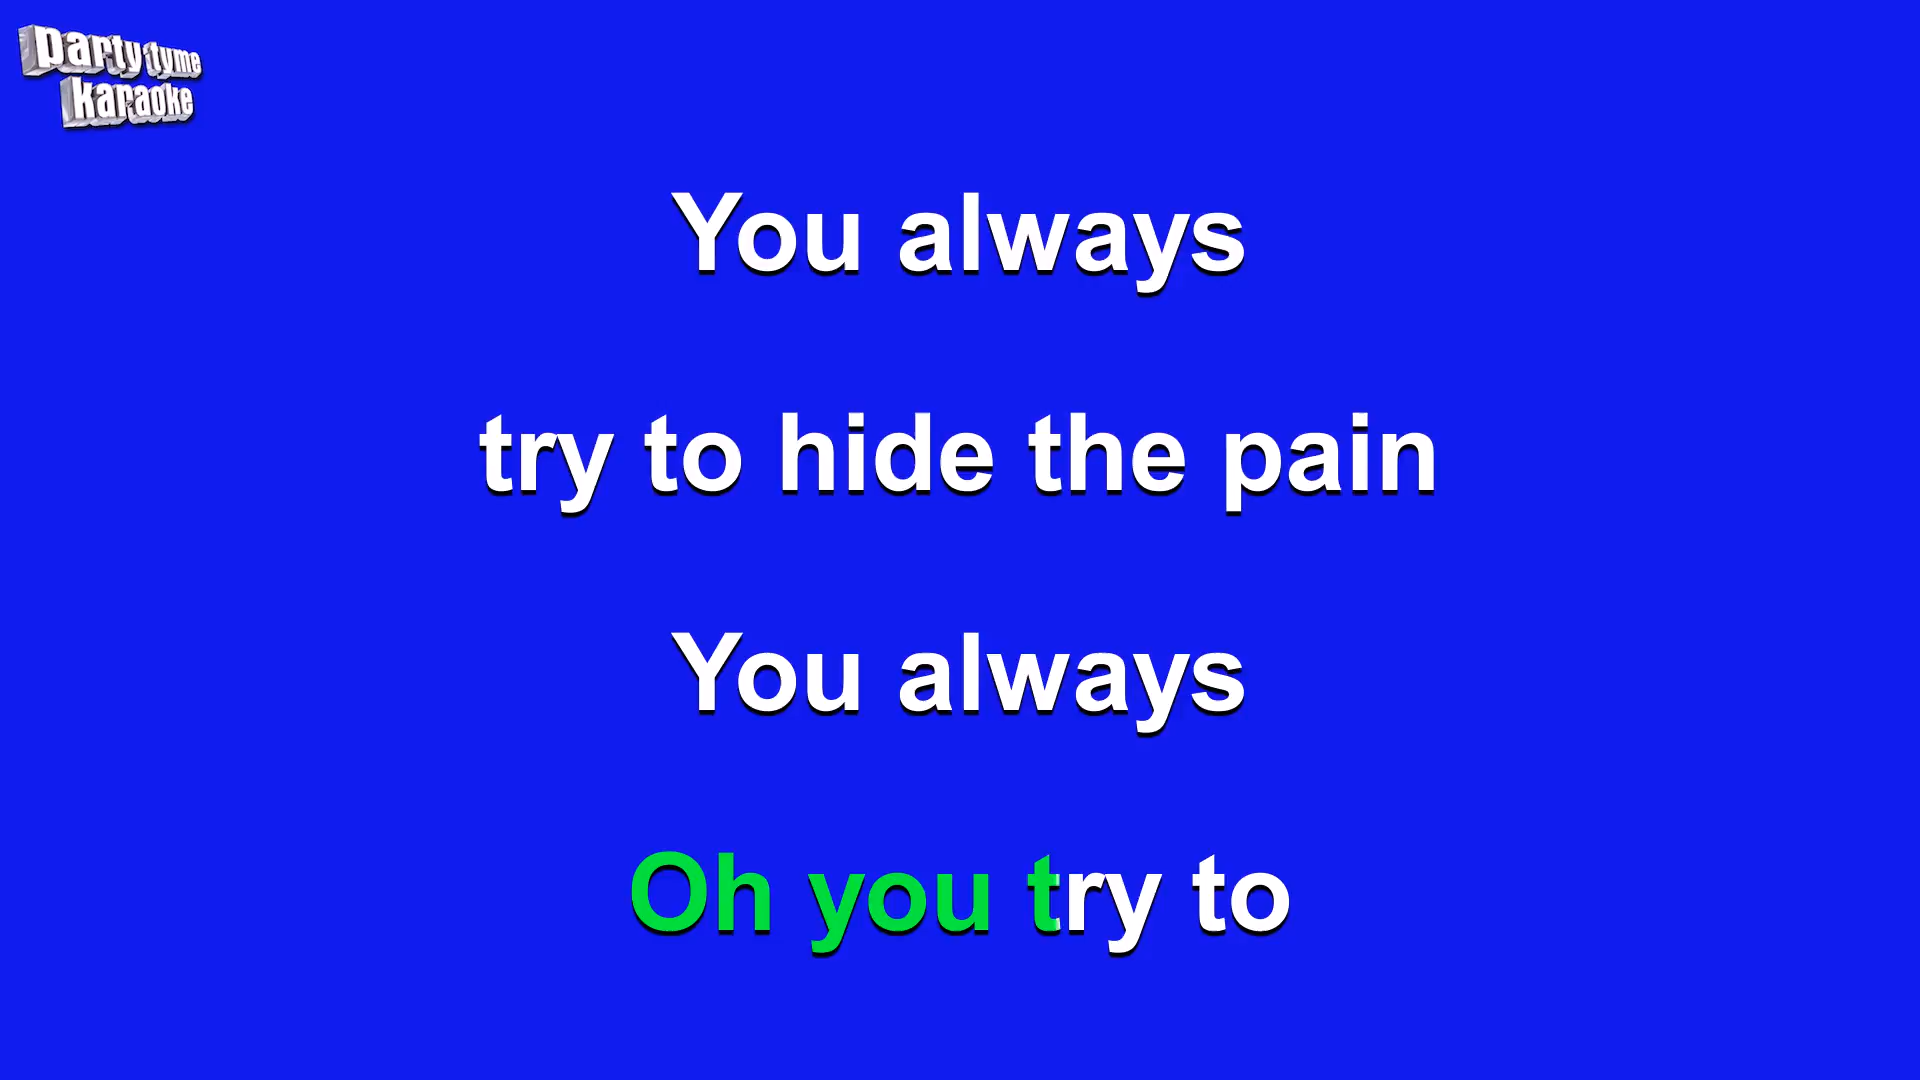 party tyme
karaoke
You always
try to hide the pain
You always
Oh you try to